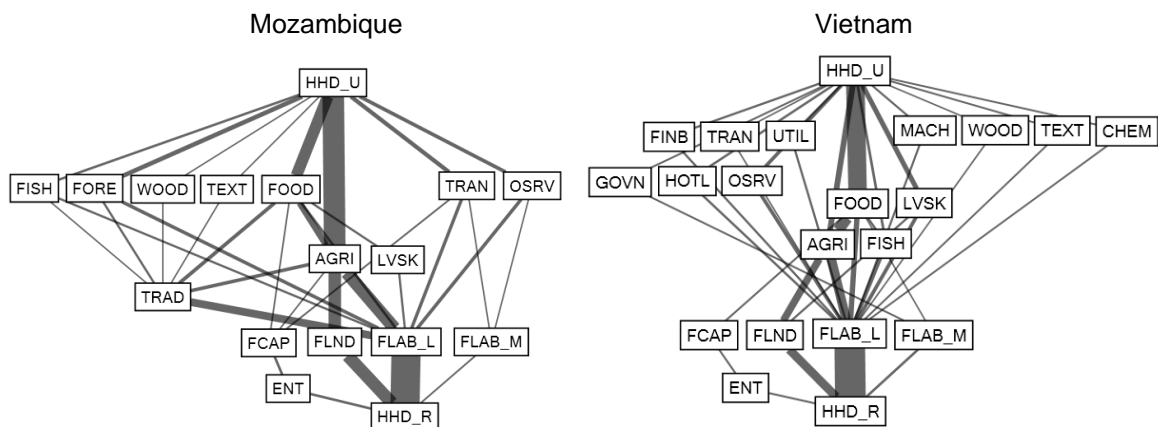 Mozambique
HHD_U
FISH FORE WOOD TEXT FOOD TRAN OSRV
AGRI LVSK
TRAD
FCAP FLND FLAB_L FLAB_M
ENT
HHD_R
Vietnam
HHD_U
FINB TRAN UTIL MACH WOOD TEXT CHEM
GOVN HOTL OSRV
FOOD LVSK
AGRI FISH
FCAP FLND FLAB_L FLAB_M
ENT
HHD_R